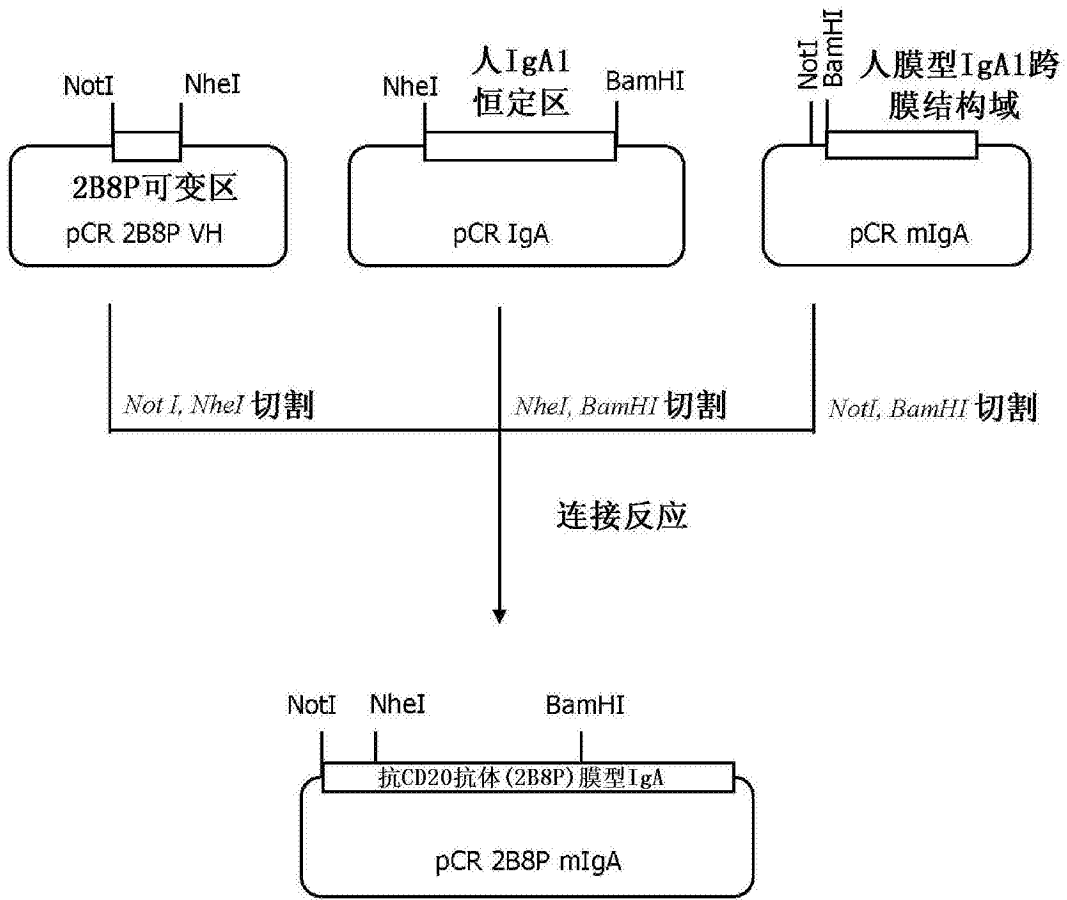 NotI NheI
2B8P可变区
pCR 2B8P VH
NheI 人IgA1 BamHI
恒定区
pCR IgA
NotI
BamHI
人膜型IgA1跨
膜结构域
pCR mIgA
Not I, NheI 切割
NheI, BamHI 切割
NotI, BamHI 切割
连接反应
NotI NheI BamHI
抗CD20抗体(2B8P)膜型IgA
pCR 2B8P mIgA